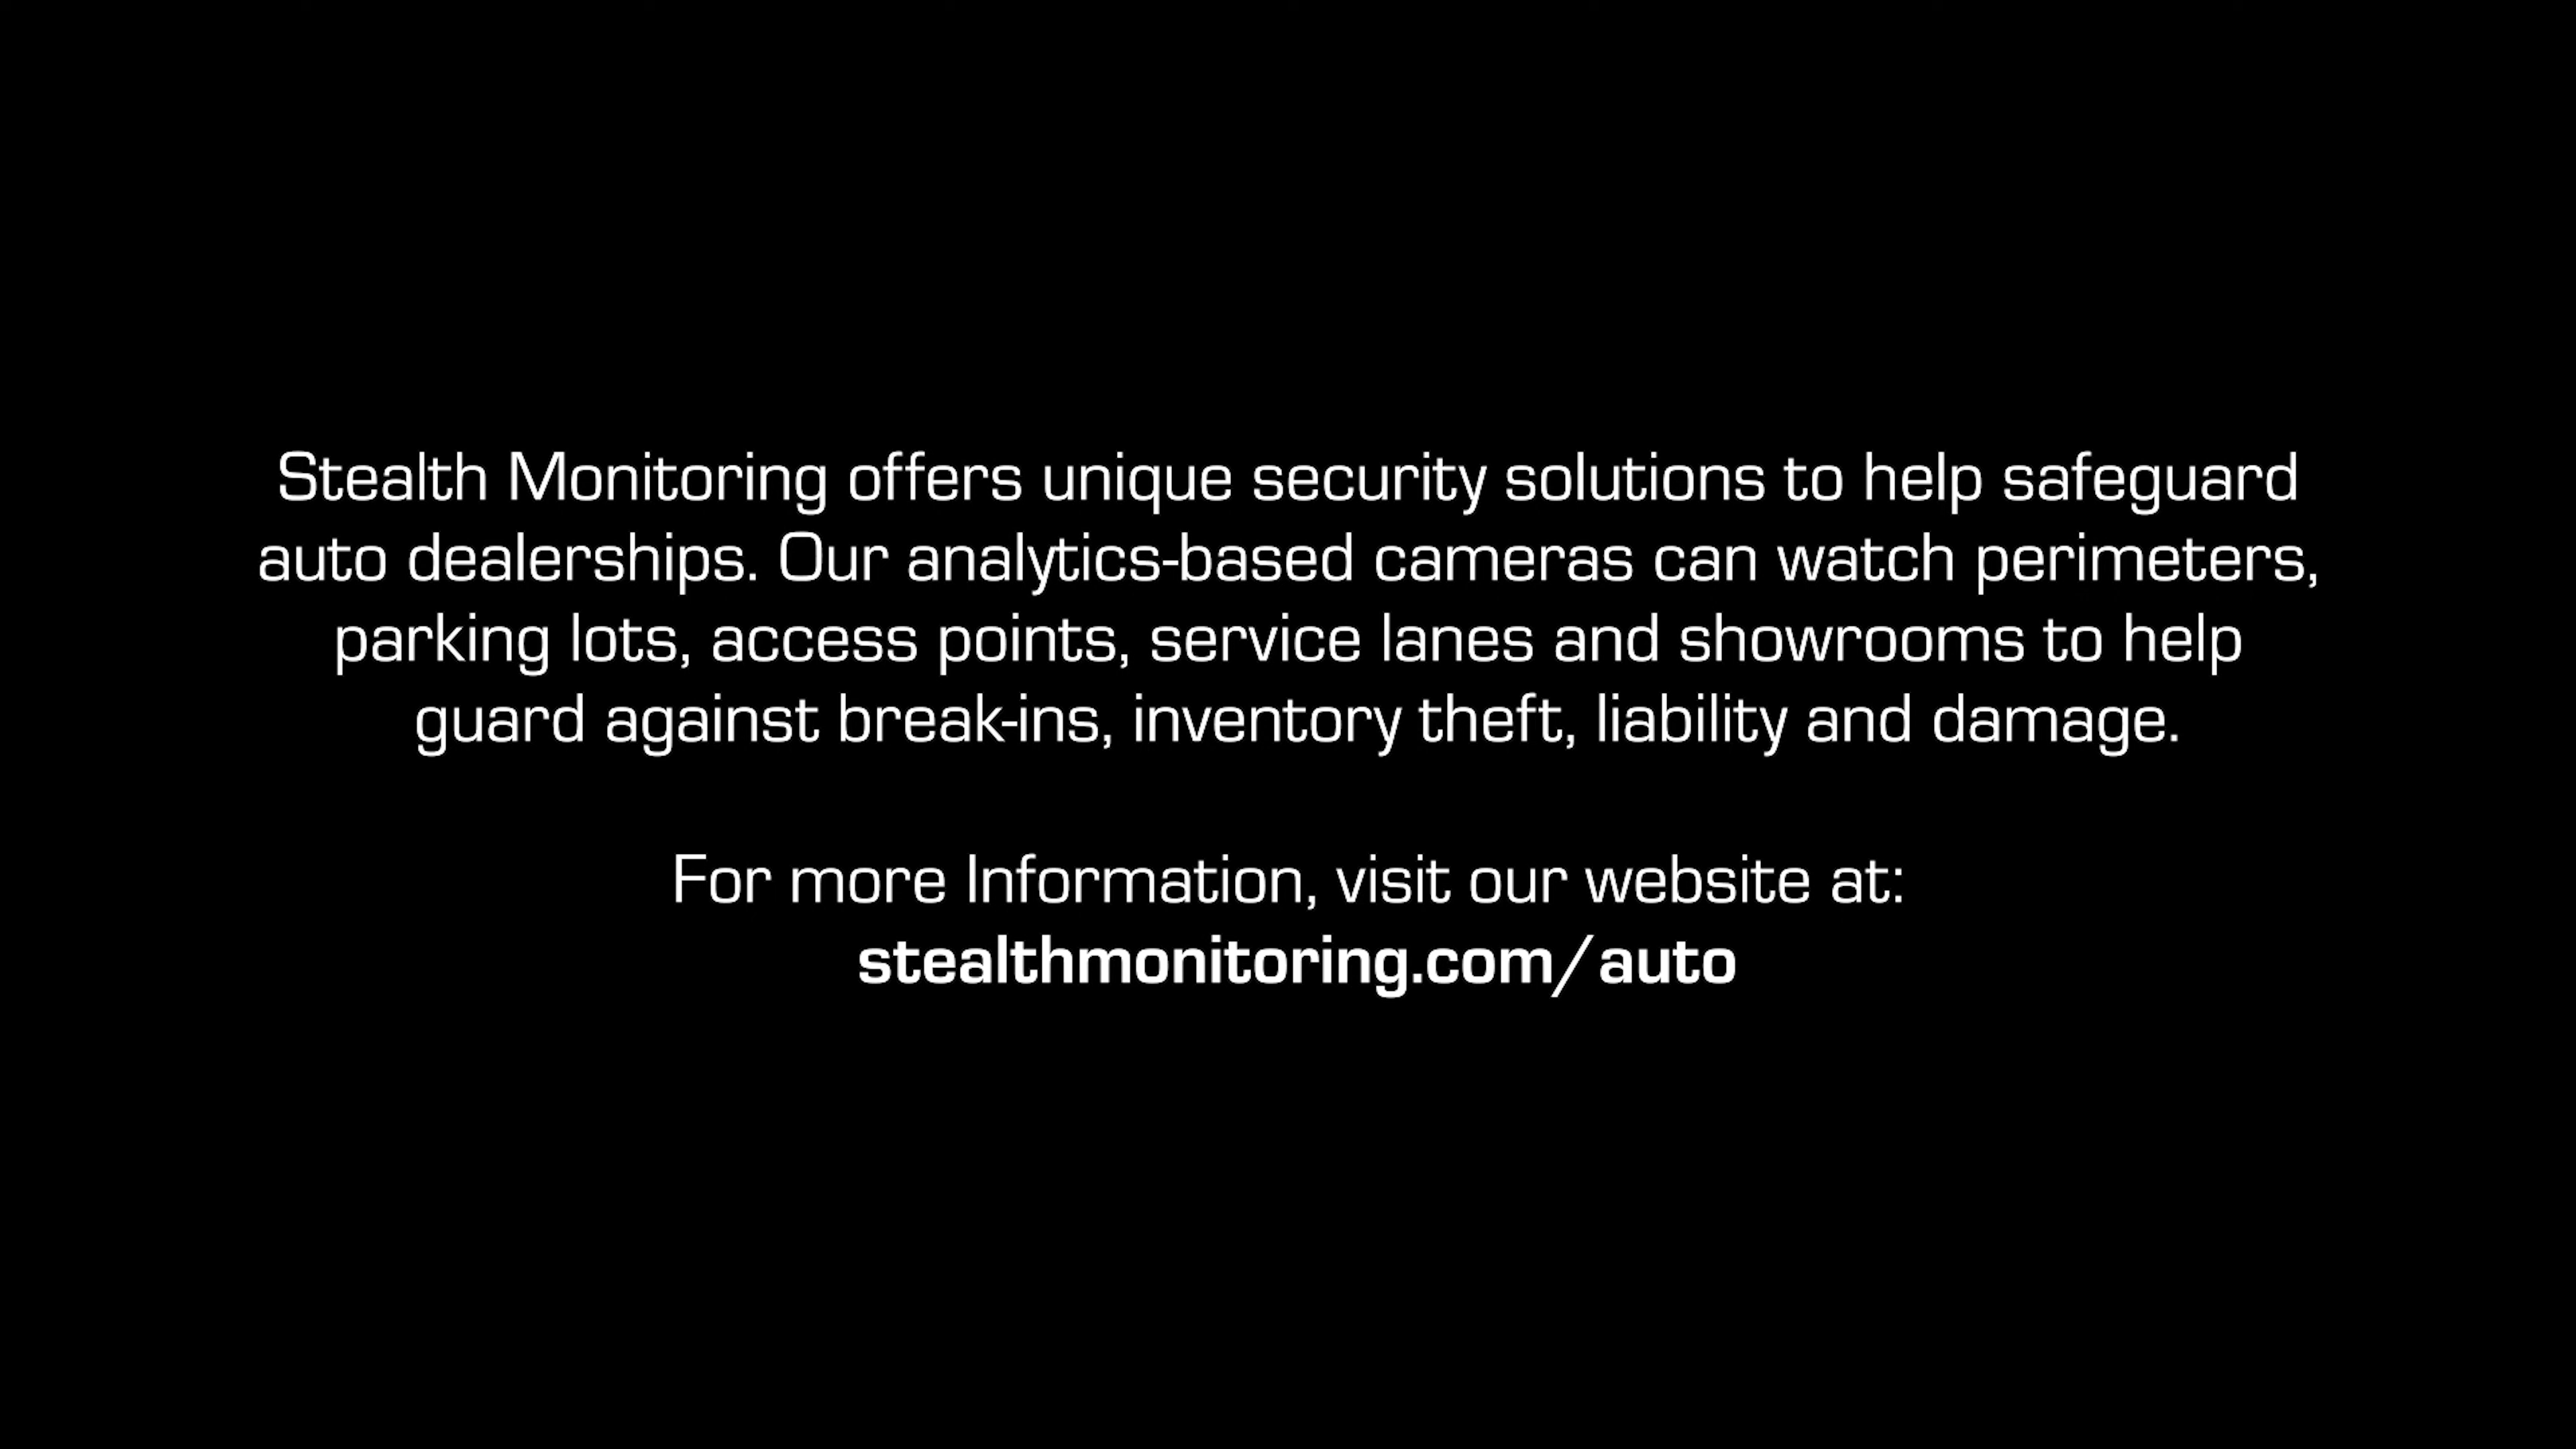 Stealth Monitoring offers unique security solutions to help safeguard
auto dealerships. Our analytics-based cameras can watch perimeters,
parking lots, access points, service lanes and showrooms to help
guard against break-ins, inventory theft, liability and damage.
For more Information, visit our website at:
stealthmonitoring.com/auto